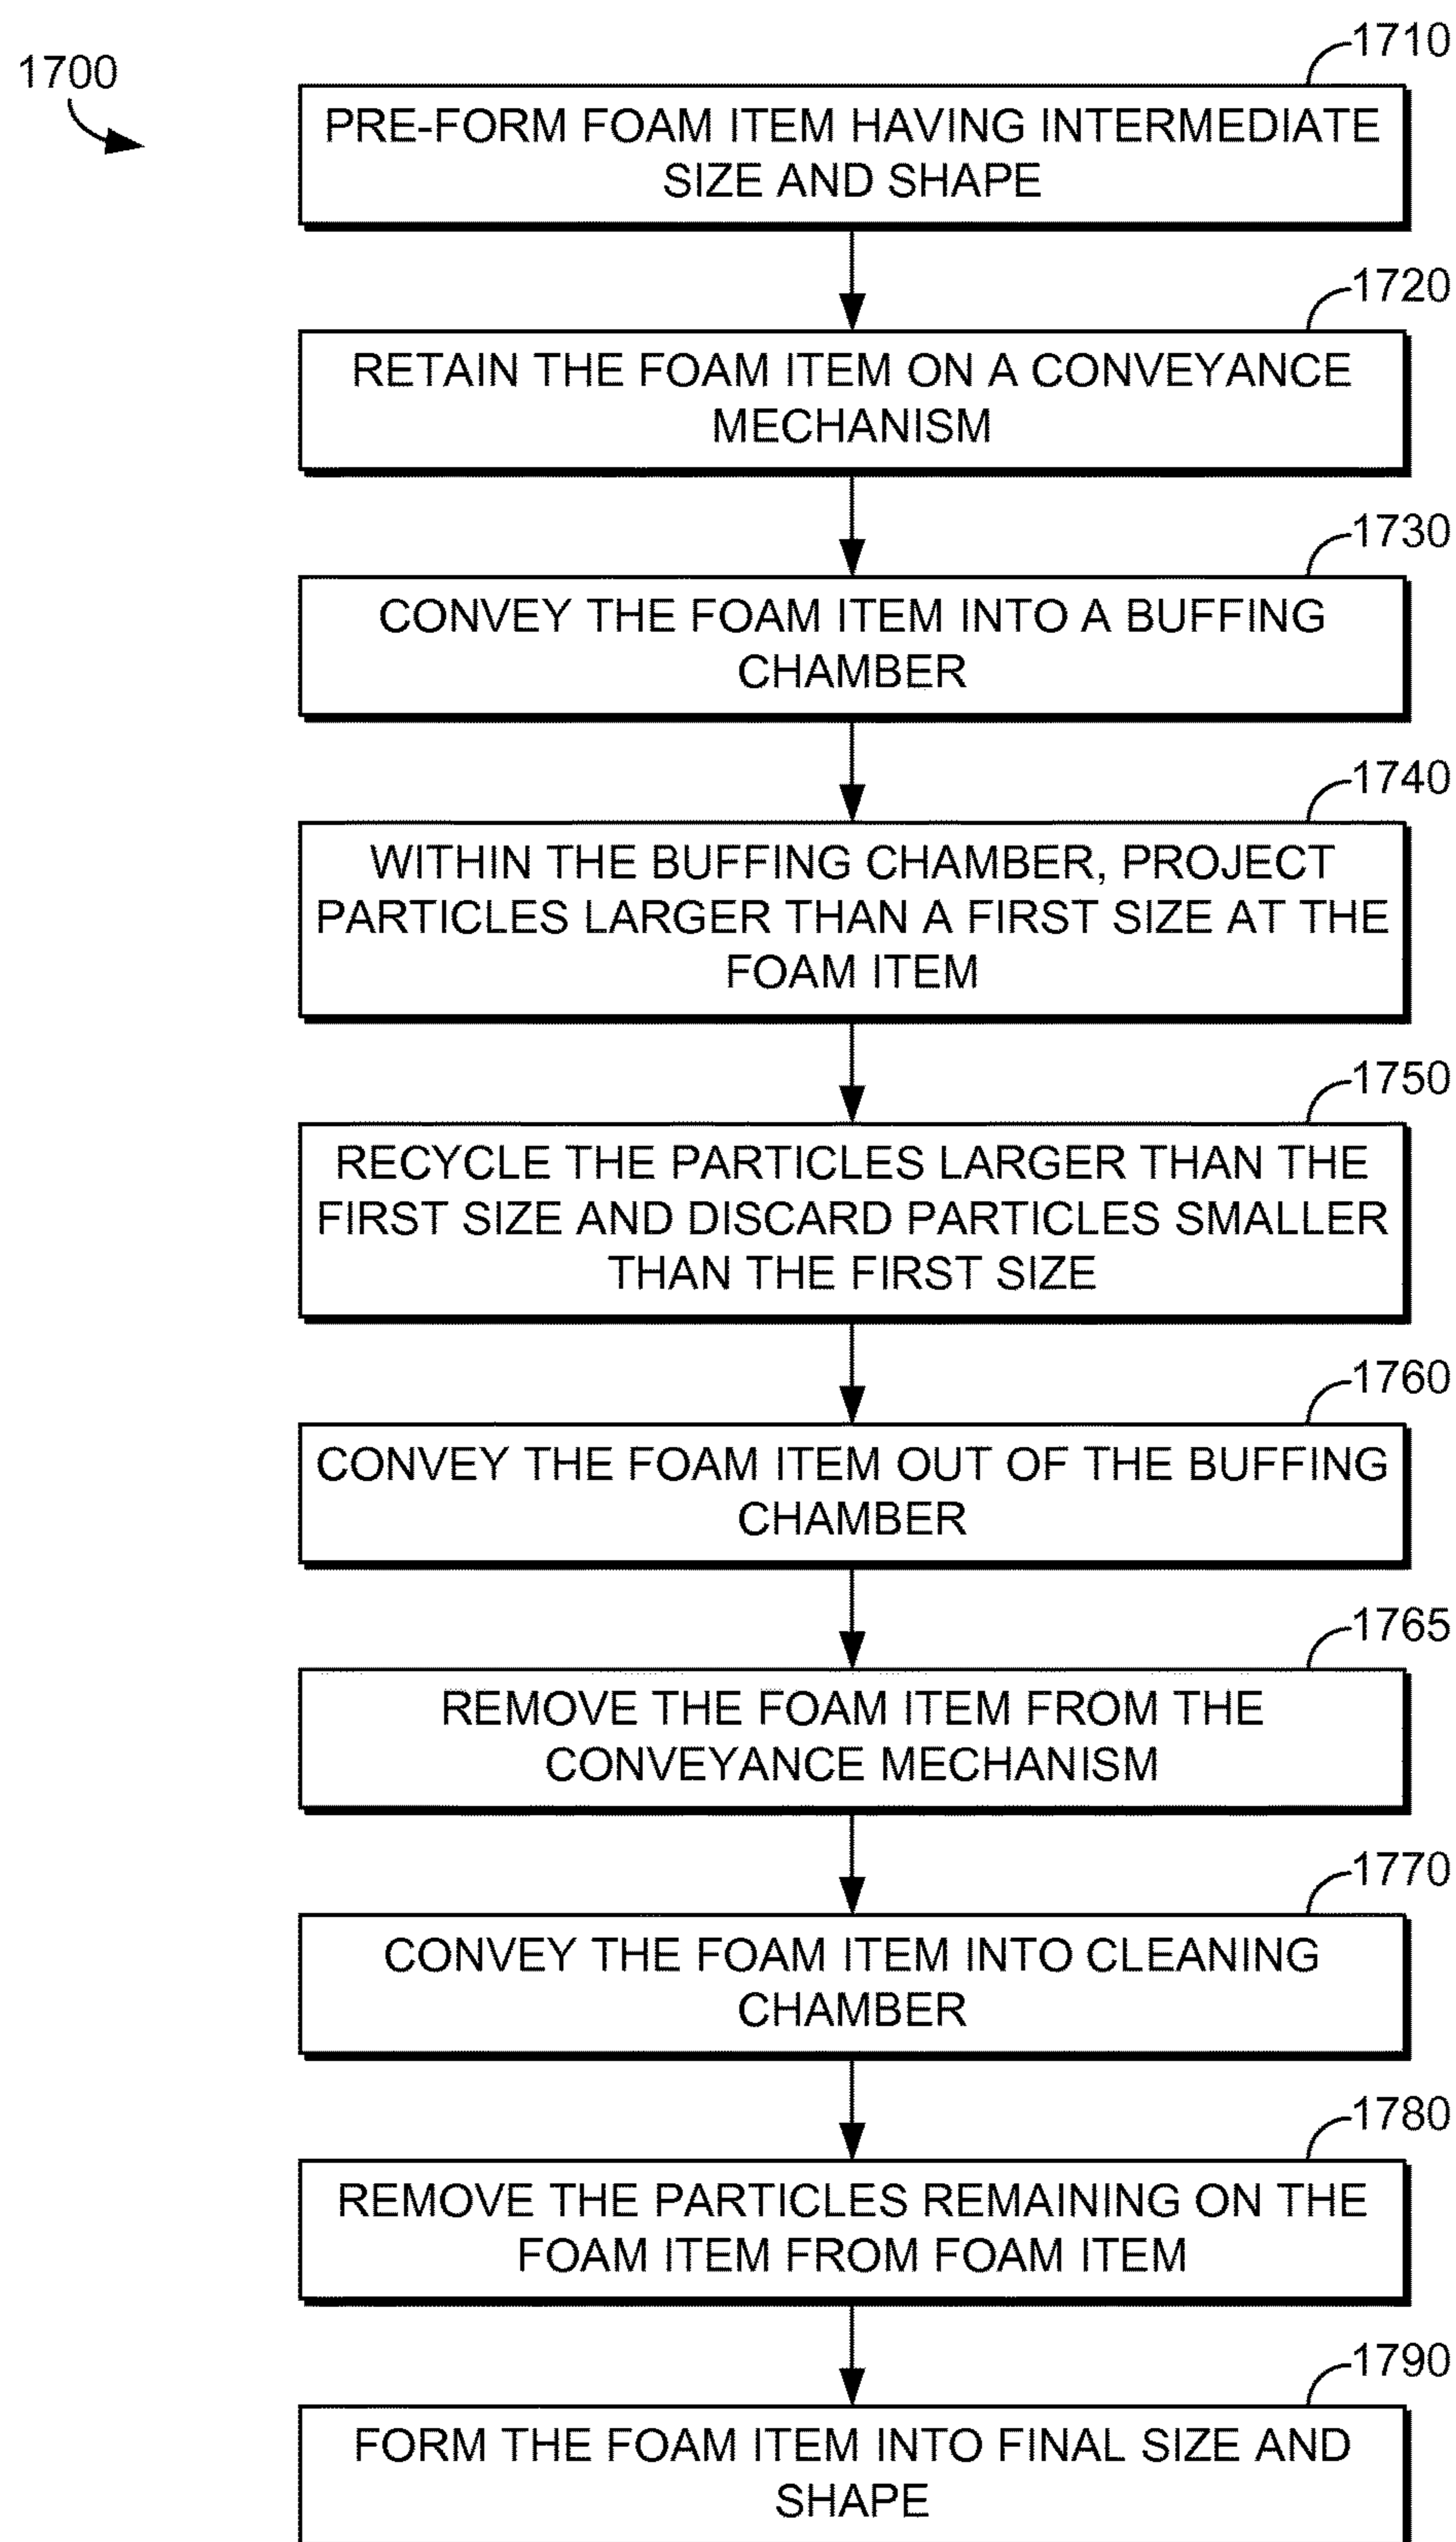 1700
1710
PRE-FORM FOAM ITEM HAVING INTERMEDIATE
SIZE AND SHAPE
1720
RETAIN THE FOAM ITEM ON A CONVEYANCE
MECHANISM
1730
CONVEY THE FOAM ITEM INTO A BUFFING
CHAMBER
1740
WITHIN THE BUFFING CHAMBER, PROJECT
PARTICLES LARGER THAN A FIRST SIZE AT THE
FOAM ITEM
1750
RECYCLE THE PARTICLES LARGER THAN THE
FIRST SIZE AND DISCARD PARTICLES SMALLER
THAN THE FIRST SIZE
1760
CONVEY THE FOAM ITEM OUT OF THE BUFFING
CHAMBER
1765
REMOVE THE FOAM ITEM FROM THE
CONVEYANCE MECHANISM
1770
CONVEY THE FOAM ITEM INTO CLEANING
CHAMBER
1780
REMOVE THE PARTICLES REMAINING ON THE
FOAM ITEM FROM FOAM ITEM
1790
FORM THE FOAM ITEM INTO FINAL SIZE AND
SHAPE